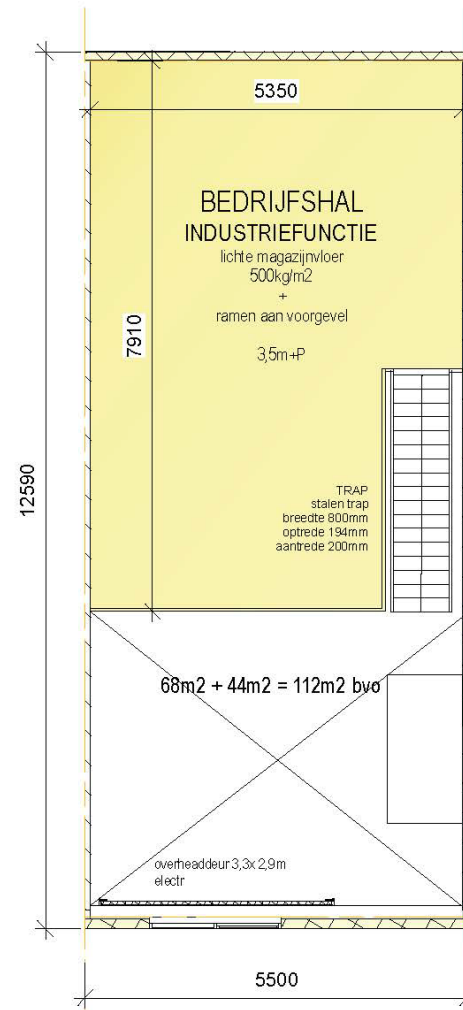 5350
BEDRIJFSHAL
INDUSTRIEFUNCTIE
lichte magazijnvloer
500kg/m2
+
ramen aan voorgevel
3,5m+P
7910
12590
TRAP
stalen trap
breedte 800mm
optrede 194mm
aantrede 200mm
68m2 + 44m2 = 112m2 bvo
overheaddeur 3,3x 2,9m
electr
5500